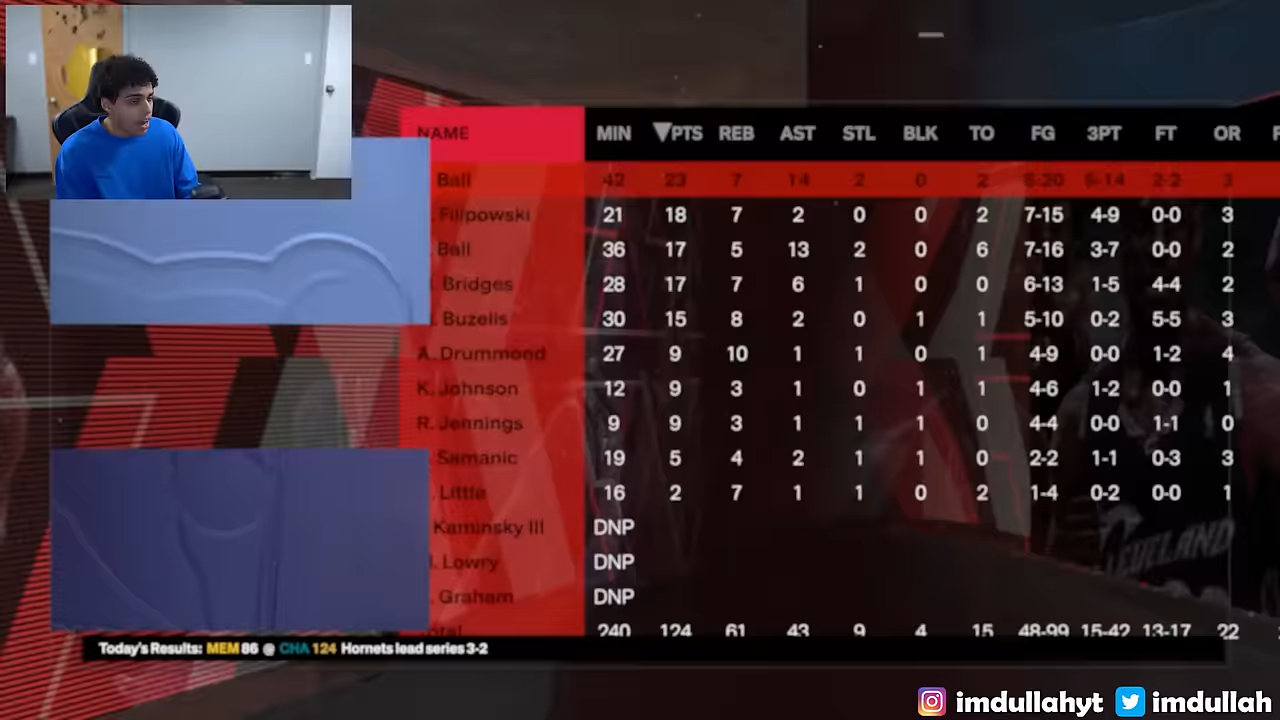 NAME MIN ▼PTS REB AST STL BLK TO FG 3PT FT OR
Ball 42 23 7 14 2 0 2 2-2 3
. Filipowski 21 18 7 2 0 0 2 7-15 4-9 0-0 3
. Ball 36 17 5 13 2 0 6 7-16 3-7 0-0 2
. Bridges 28 17 7 6 1 0 0 6-13 1-5 4-4 2
. Buzelis 30 15 8 2 0 1 1 5-10 0-2 5-5 3
A. Drummond 27 9 10 1 1 0 1 4-9 0-0 1-2 4
K. Johnson 12 9 3 1 0 1 1 4-6 1-2 0-0 1
R. Jennings 9 9 3 1 1 1 0 4-4 0-0 1-1 0
. Samanic 19 5 4 2 1 1 0 2-2 1-1 0-3 3
. Little 16 2 7 1 1 0 2 1-4 0-2 0-0 1
Kaminsky III DNP
. Lowry DNP
. Graham DNP
Total 240 124 61 43 9 4 15 48-99 15-42 13-17 22
Today's Results: MEM 86 @ CHA 124 Hornets lead series 3-2
CLEVELAND
imdullahyt imdullah